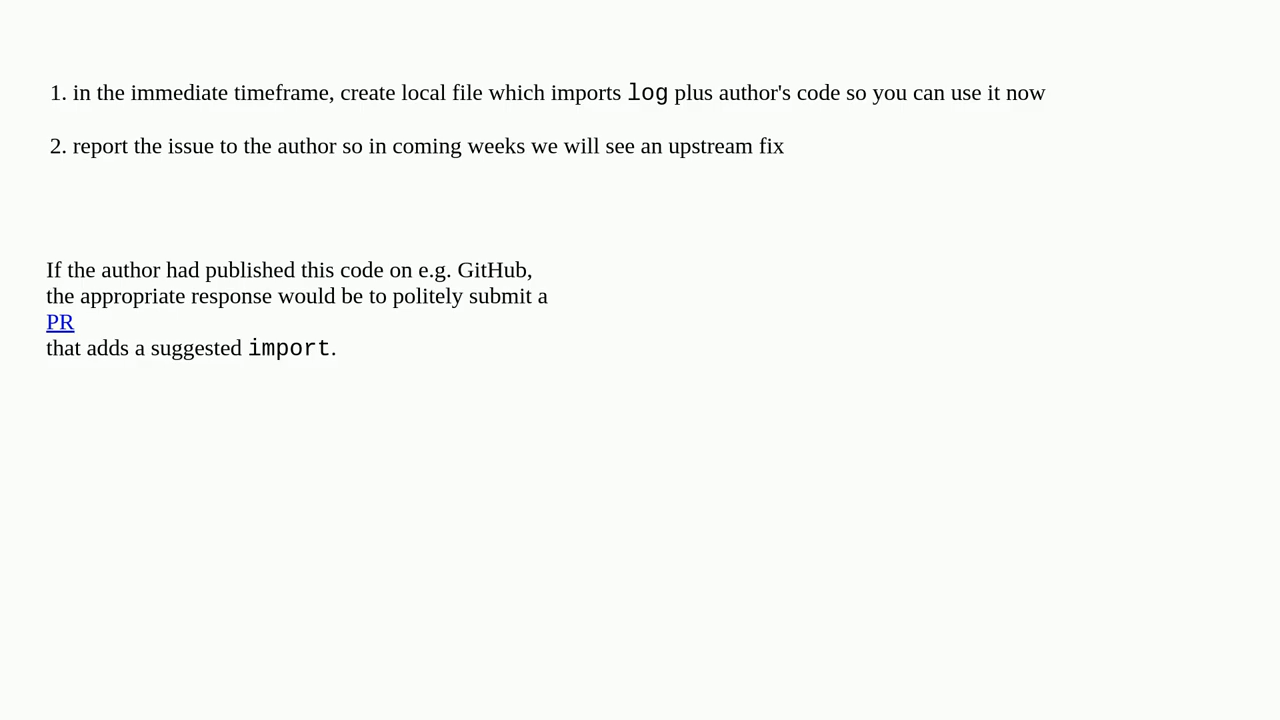 1. in the immediate timeframe, create local file which imports log plus author's code so you can use it now
2. report the issue to the author so in coming weeks we will see an upstream fix
If the author had published this code on e.g. GitHub,
the appropriate response would be to politely submit a
PR
that adds a suggested import.